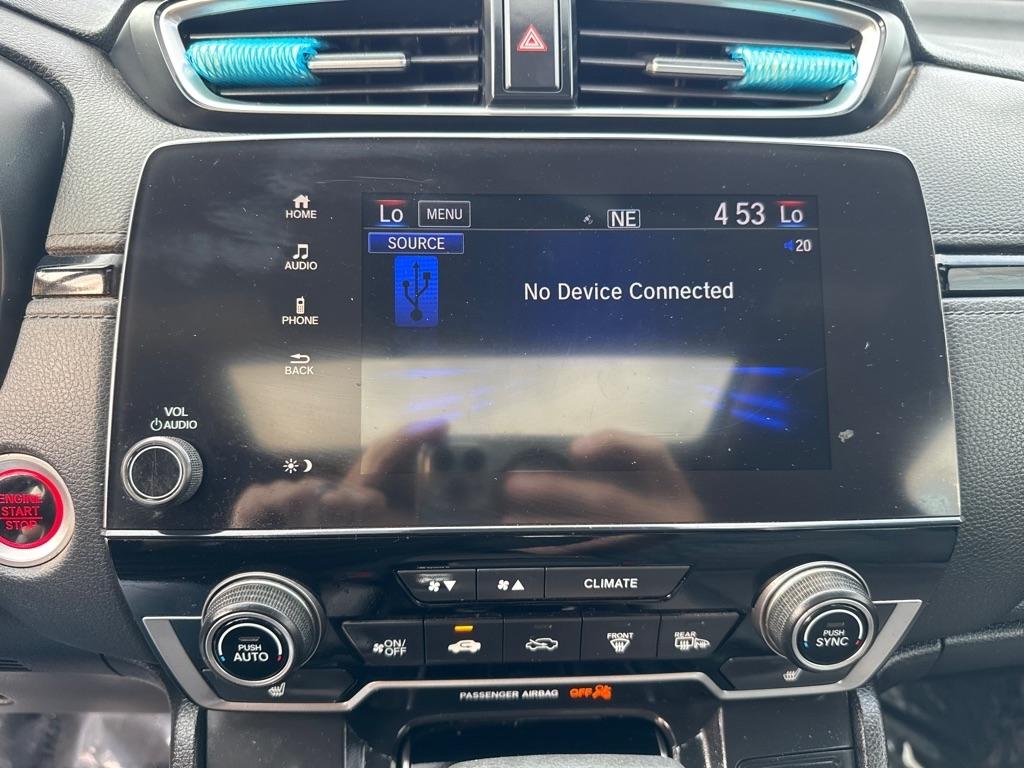 HOME
AUDIO
PHONE
BACK
VOL
AUDIO
Lo MENU NE 4 53 Lo
SOURCE 20
No Device Connected
ENGINE
START
STOP
CLIMATE
PUSH
AUTO
ON/
OFF
FRONT
REAR
PUSH
SYNC
PASSENGER AIRBAG OFF